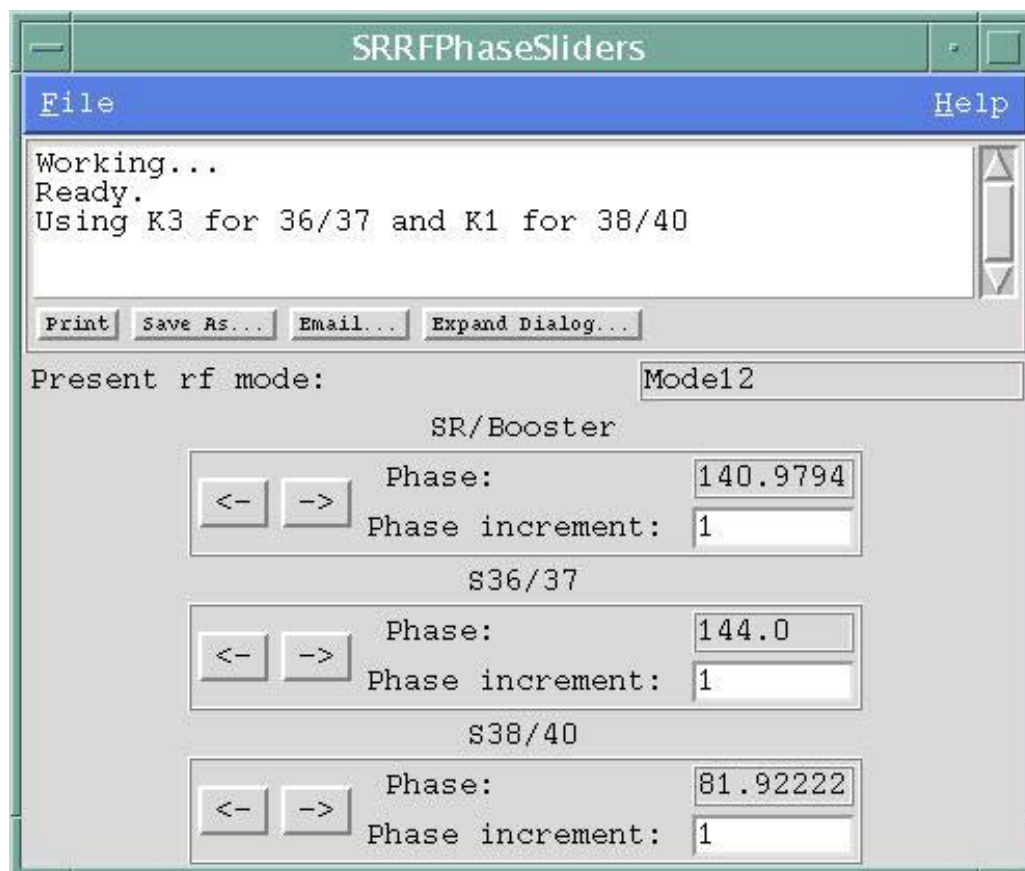 SRRFPhaseSliders
File Help
Working...
Ready.
Using K3 for 36/37 and K1 for 38/40
Print Save As... Email... Expand Dialog...
Present rf mode: Mode12
SR/Booster
<- -> Phase: 140.9794
Phase increment: 1
S36/37
<- -> Phase: 144.0
Phase increment: 1
S38/40
<- -> Phase: 81.92222
Phase increment: 1